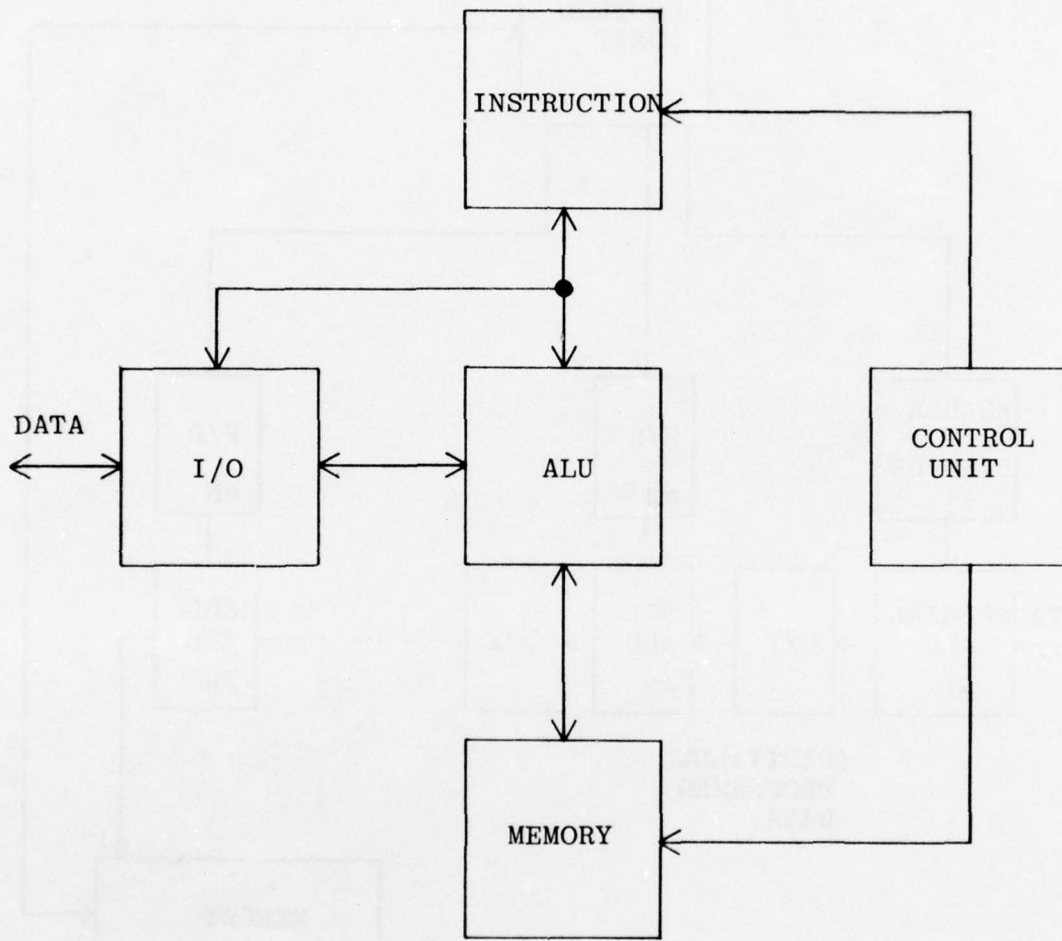 INSTRUCTION
DATA
I/O
ALU
CONTROL
UNIT
MEMORY